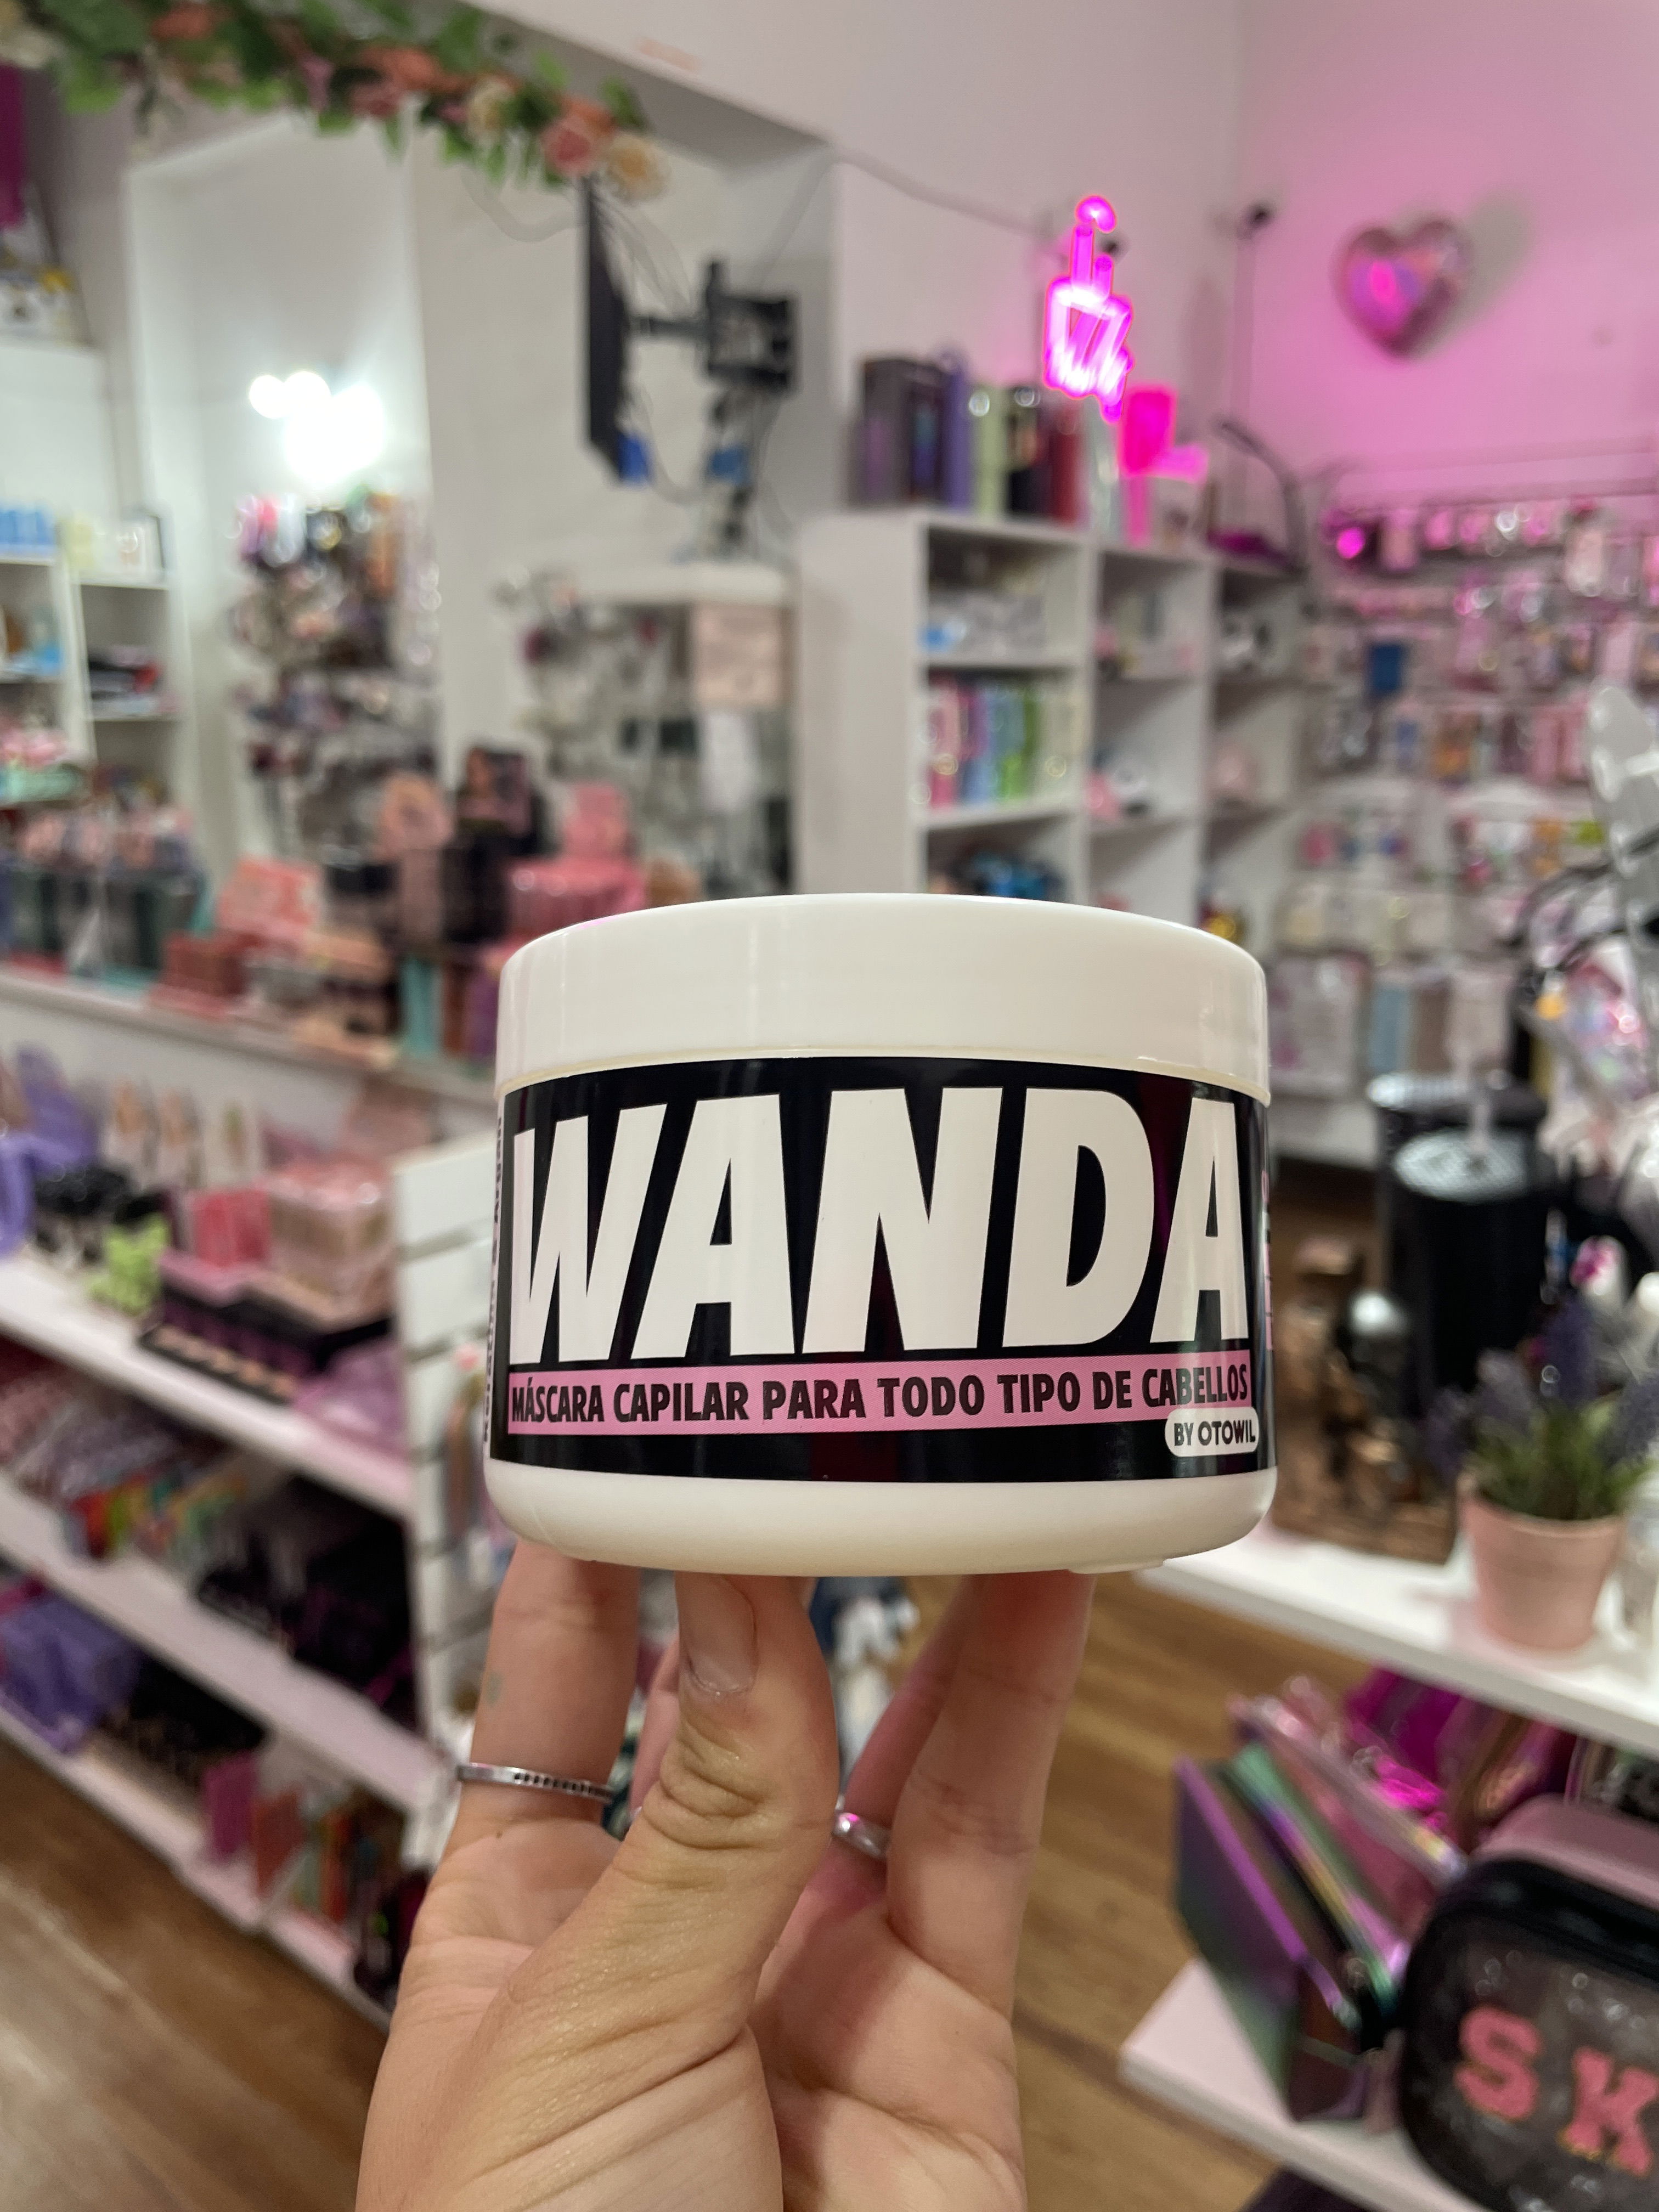 WANDA
MÁSCARA CAPILAR PARA TODO TIPO DE CABELLOS
BY OTOWIL
S K